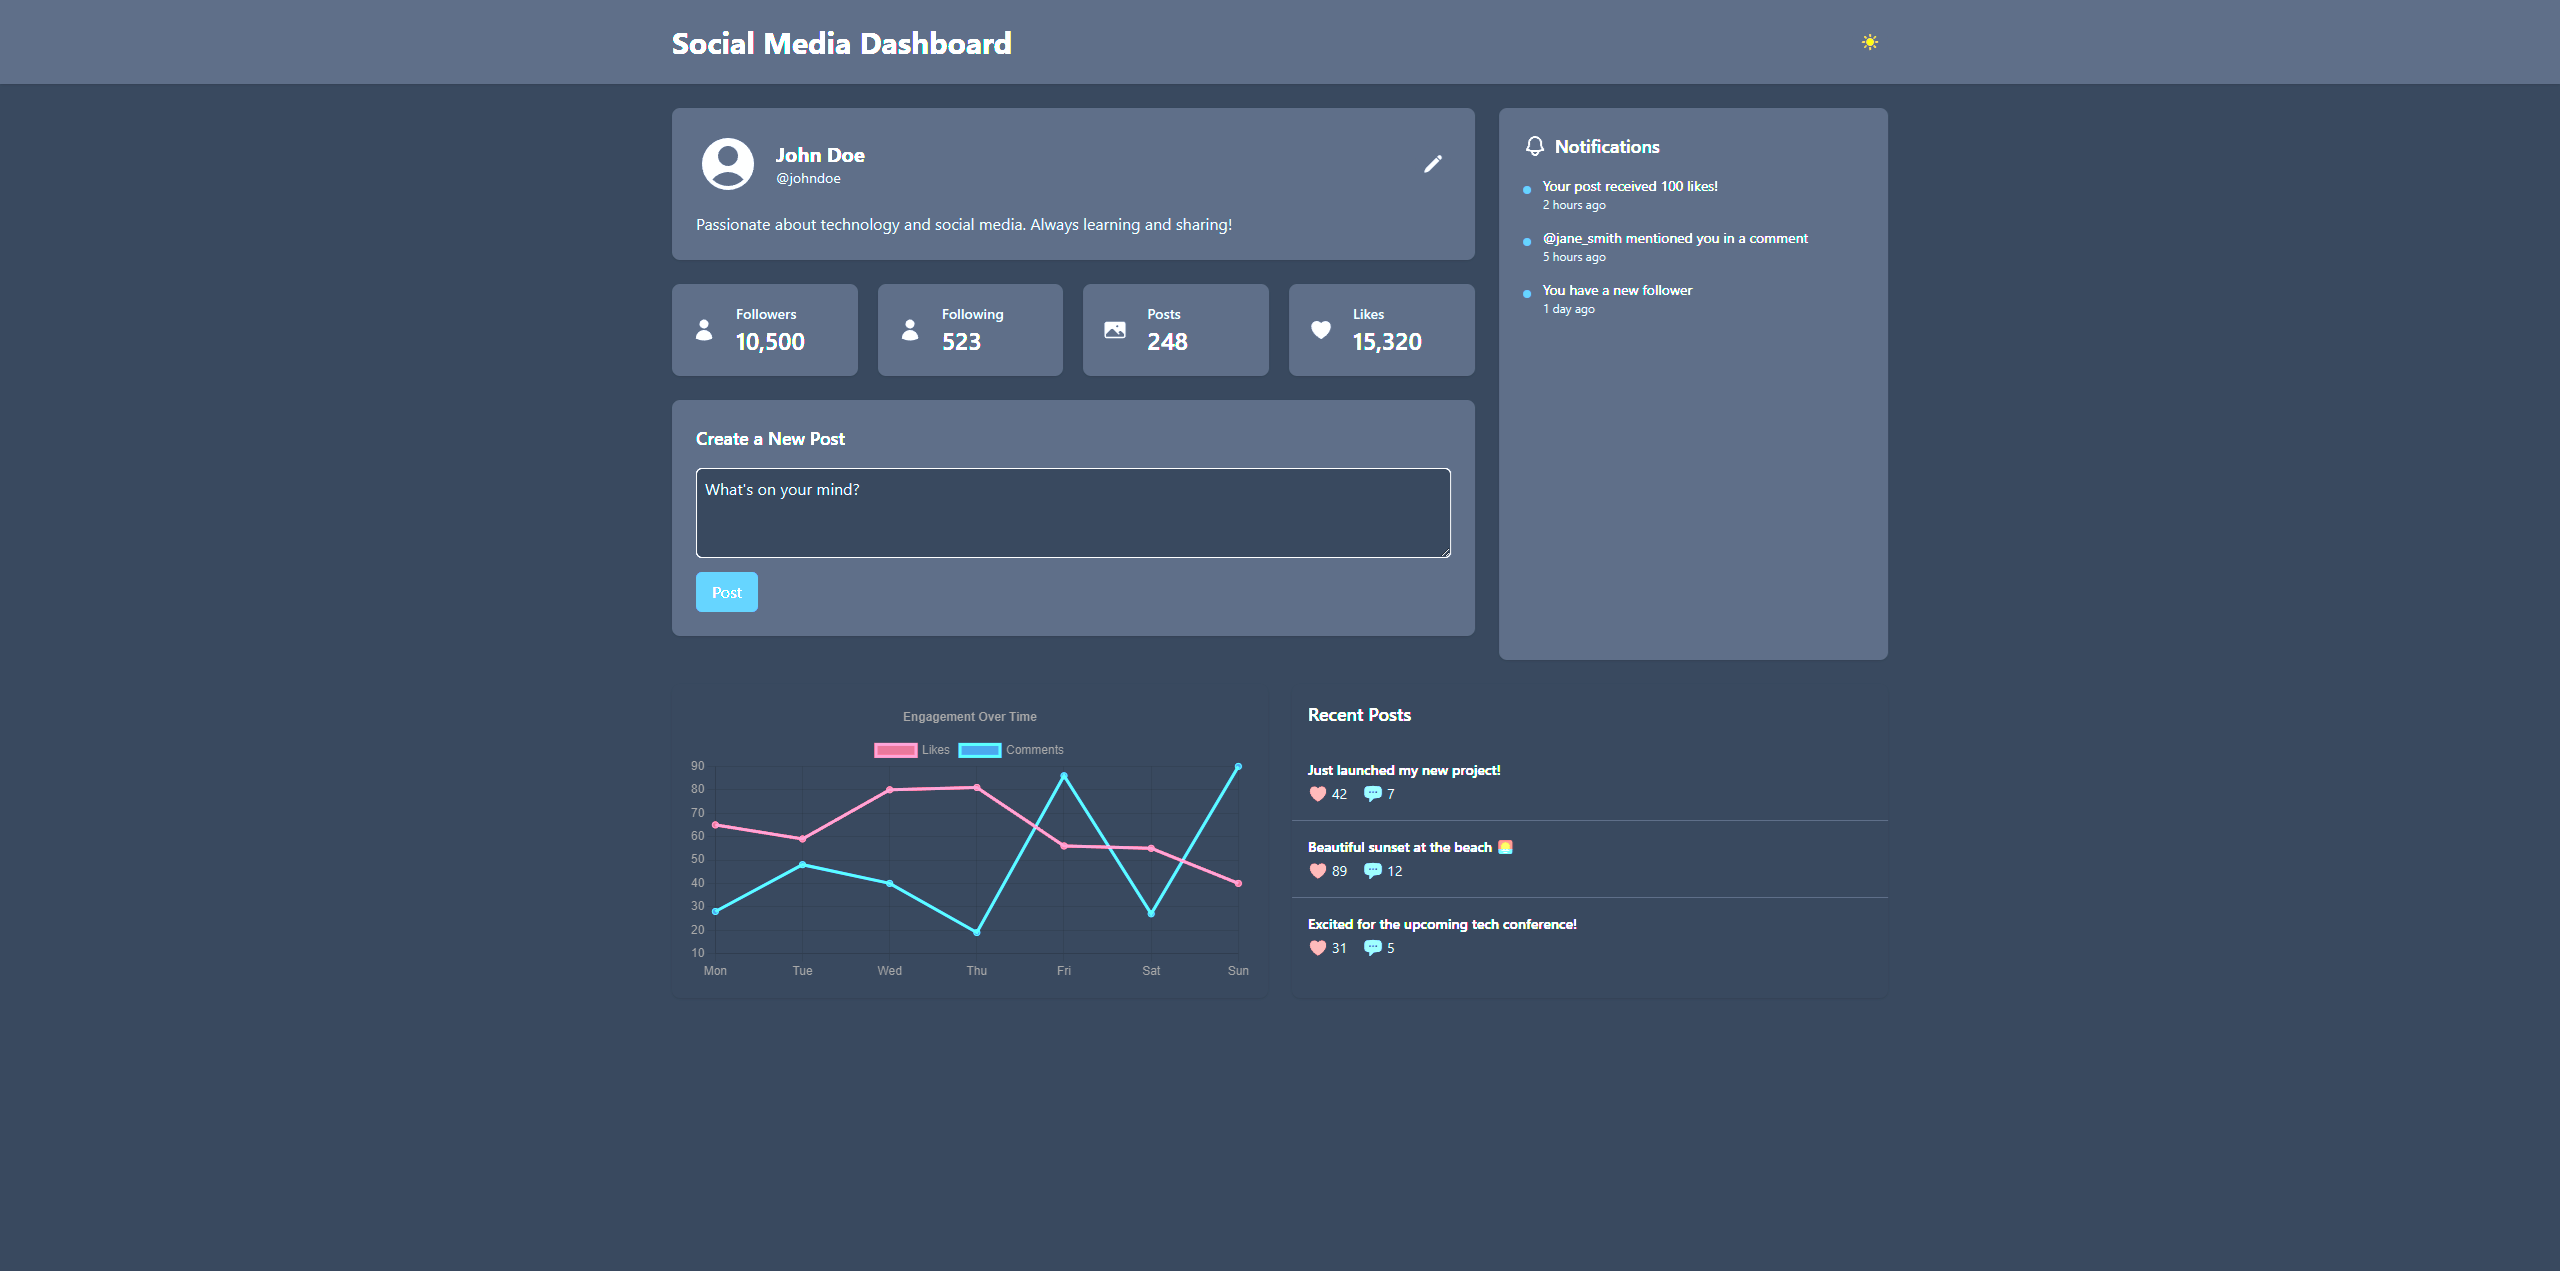 Social Media Dashboard
John Doe
@johndoe
Passionate about technology and social media. Always learning and sharing!
Followers
10,500
Following
523
Posts
248
Likes
15,320
Create a New Post
What's on your mind?
Post
Notifications
Your post received 100 likes!
2 hours ago
@jane_smith mentioned you in a comment
5 hours ago
You have a new follower
1 day ago
Engagement Over Time
Likes Comments
90
80
70
60
50
40
30
20
10
Mon Tue Wed Thu Fri Sat Sun
Recent Posts
Just launched my new project!
42 7
Beautiful sunset at the beach 🌅
89 12
Excited for the upcoming tech conference!
31 5